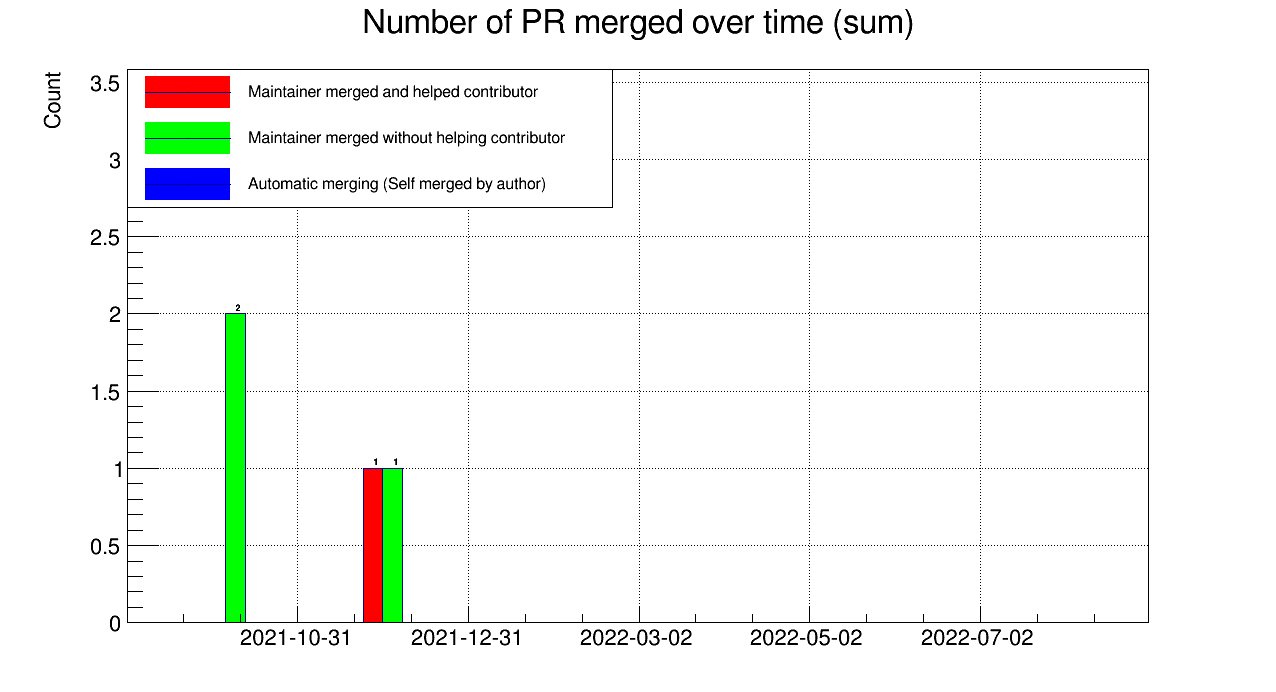 Number of PR merged over time (sum)
Count
Maintainer merged and helped contributor
Maintainer merged without helping contributor
Automatic merging (Self merged by author)
3.5
3
2.5
2
1.5
1
0.5
0
2
1 1
2021-10-31 2021-12-31 2022-03-02 2022-05-02 2022-07-02